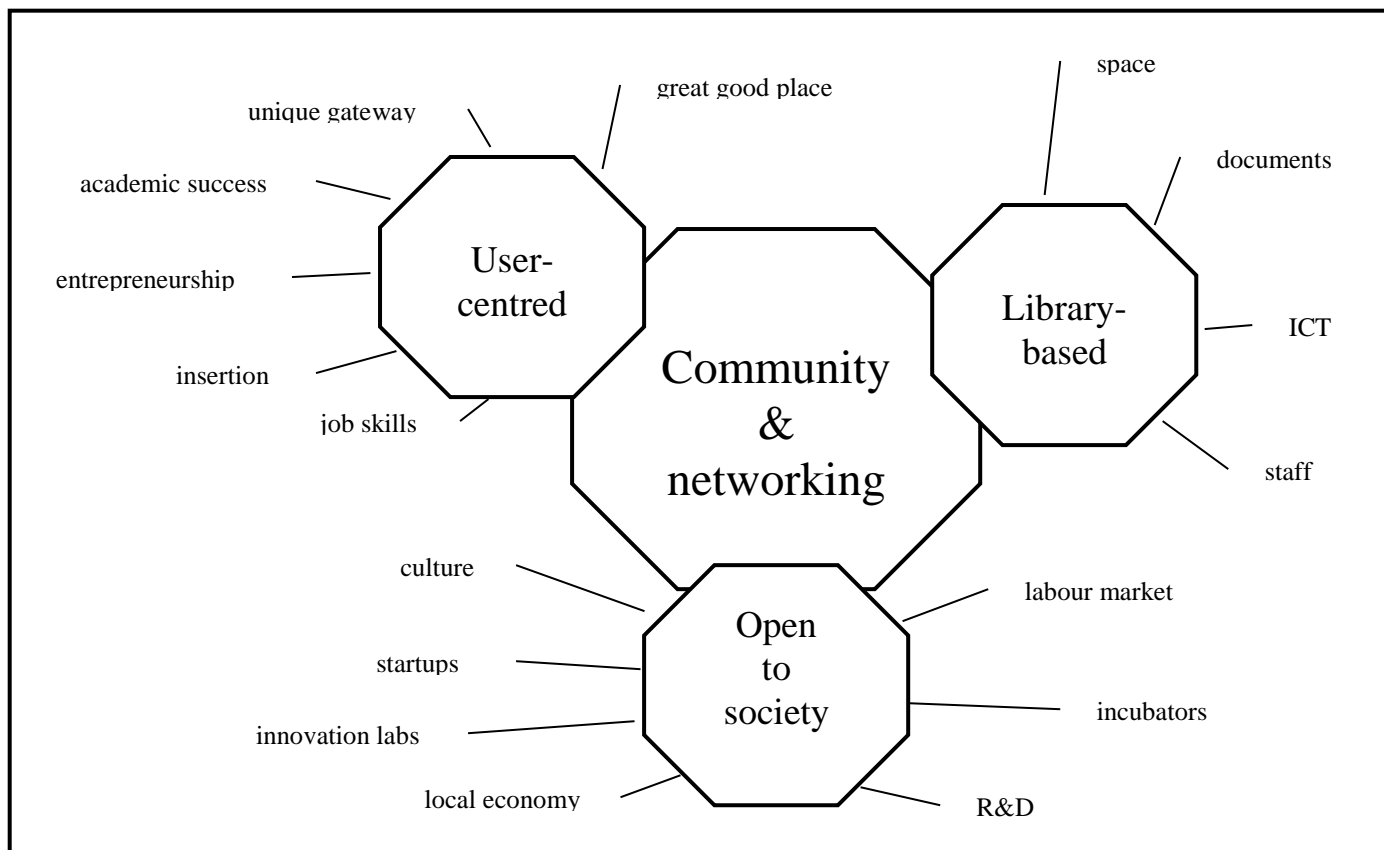 space
great good place
unique gateway
documents
academic success
User-
centred
entrepreneurship
Library-
based
ICT
insertion
Community
&
networking
job skills
staff
culture
labour market
Open
to
society
startups
incubators
innovation labs
local economy
R&D